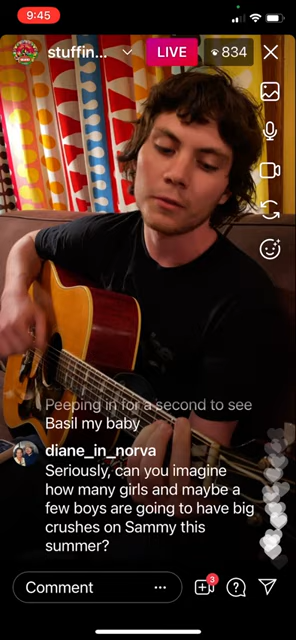 9:45
stuffin...
LIVE
834
Peeping in for a second to see
Basil my baby
diane_in_norva
Seriously, can you imagine
how many girls and maybe a
few boys are going to have big
crushes on Sammy this
summer?
Comment
3